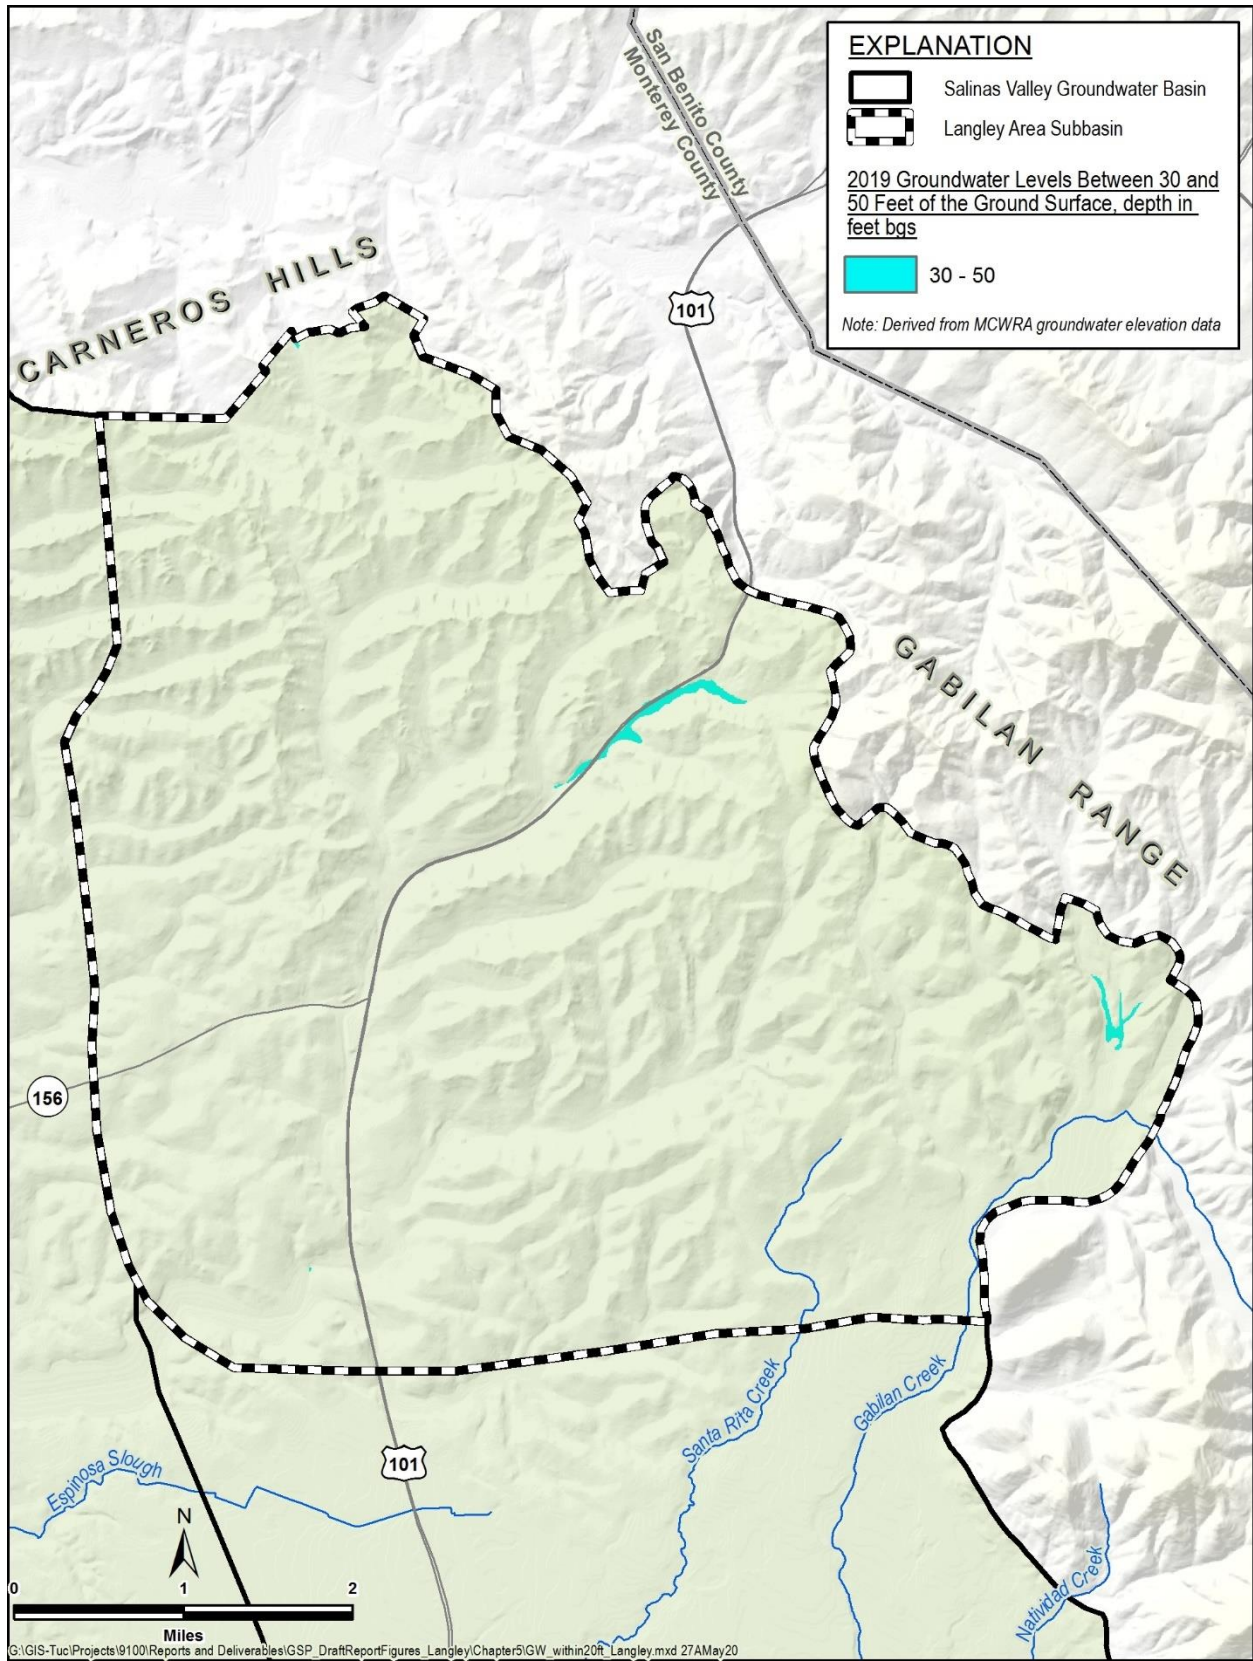 EXPLANATION
Salinas Valley Groundwater Basin
Langley Area Subbasin
2019 Groundwater Levels Between 30 and
50 Feet of the Ground Surface, depth in
feet bgs
30 - 50
Note: Derived from MCWRA groundwater elevation data
San Benito County
Monterey County
CARNEROS HILLS
101
GABILAN RANGE
156
Santa Rita Creek
Gabilan Creek
101
Espinosa Slough
Natividad Creek
N
0 1 2
Miles
G:\GIS-Tuc\Projects\9100\Reports and Deliverables\GSP_DraftReportFigures_Langley\Chapter5\GW_within20ft_Langley.mxd 27AMay20